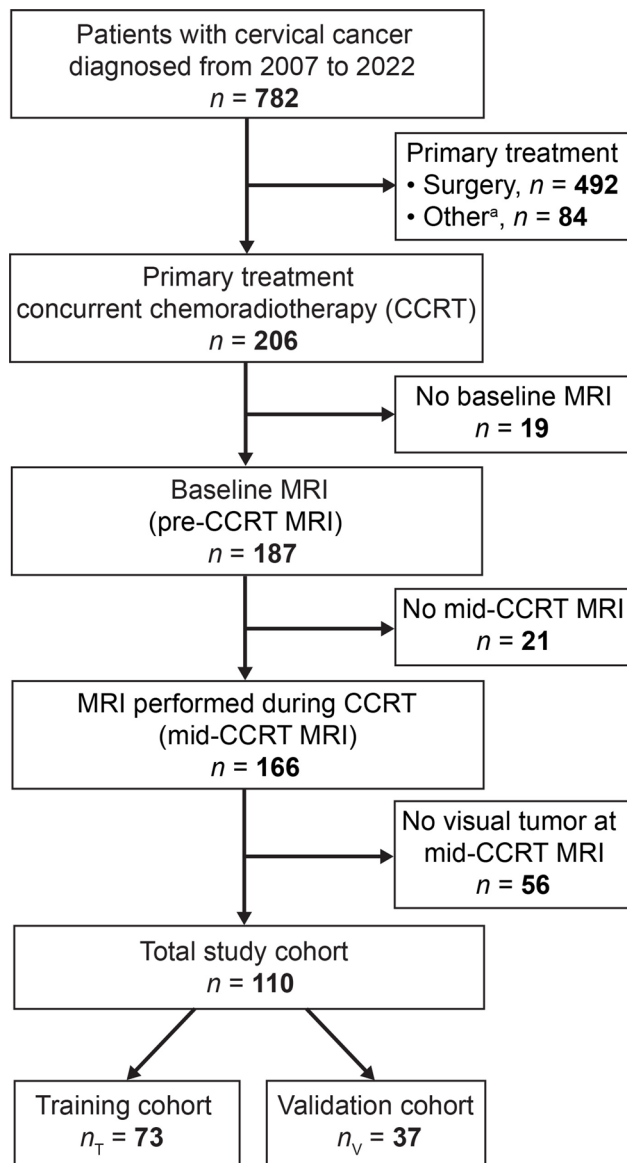 Patients with cervical cancer
diagnosed from 2007 to 2022
n = 782
Primary treatment
• Surgery, n = 492
• Otherᵃ, n = 84
Primary treatment
concurrent chemoradiotherapy (CCRT)
n = 206
No baseline MRI
n = 19
Baseline MRI
(pre-CCRT MRI)
n = 187
No mid-CCRT MRI
n = 21
MRI performed during CCRT
(mid-CCRT MRI)
n = 166
No visual tumor at
mid-CCRT MRI
n = 56
Total study cohort
n = 110
Training cohort
n_T = 73
Validation cohort
n_V = 37